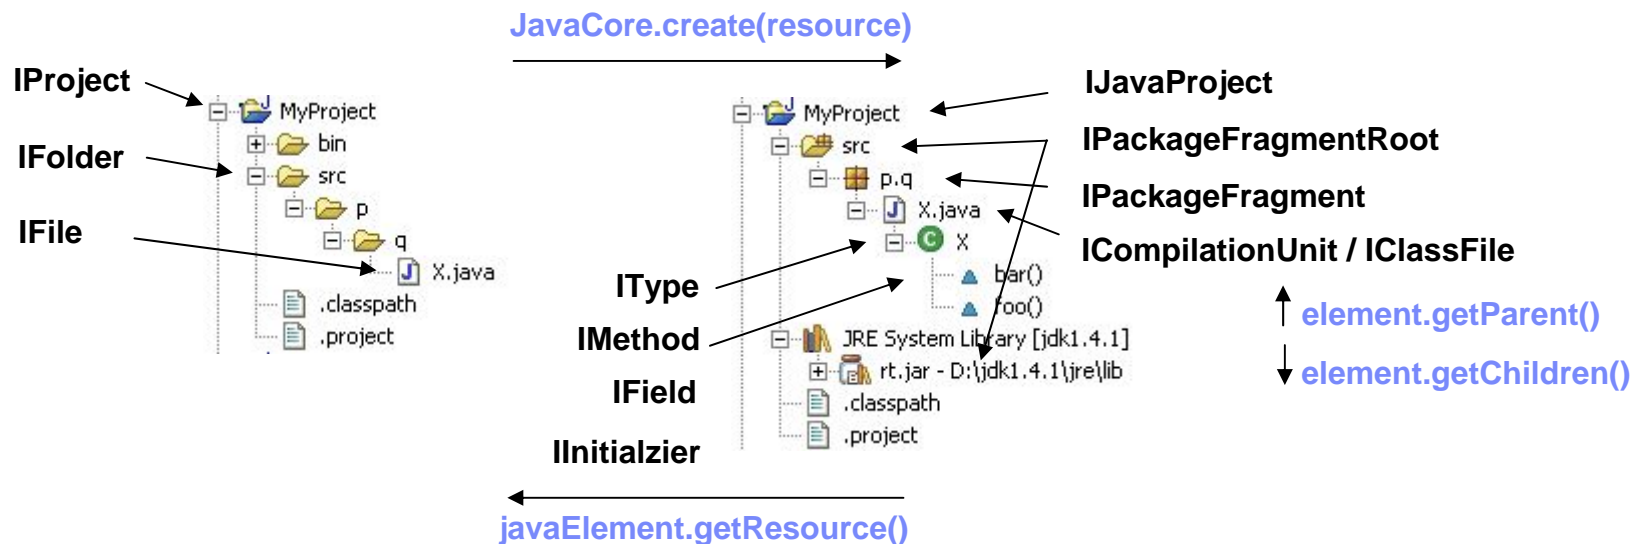 JavaCore.create(resource)
IProject
MyProject
bin
IFolder
src
p
q
IFile
X.java
.classpath
.project
IJavaProject
MyProject
IPackageFragmentRoot
src
p.q
IPackageFragment
X.java
ICompilationUnit / IClassFile
X
IType
bar()
foo()
IMethod
JRE System Library [jdk1.4.1]
rt.jar - D:\jdk1.4.1\jre\lib
IField
.classpath
.project
IInitialzier
element.getParent()
element.getChildren()
javaElement.getResource()